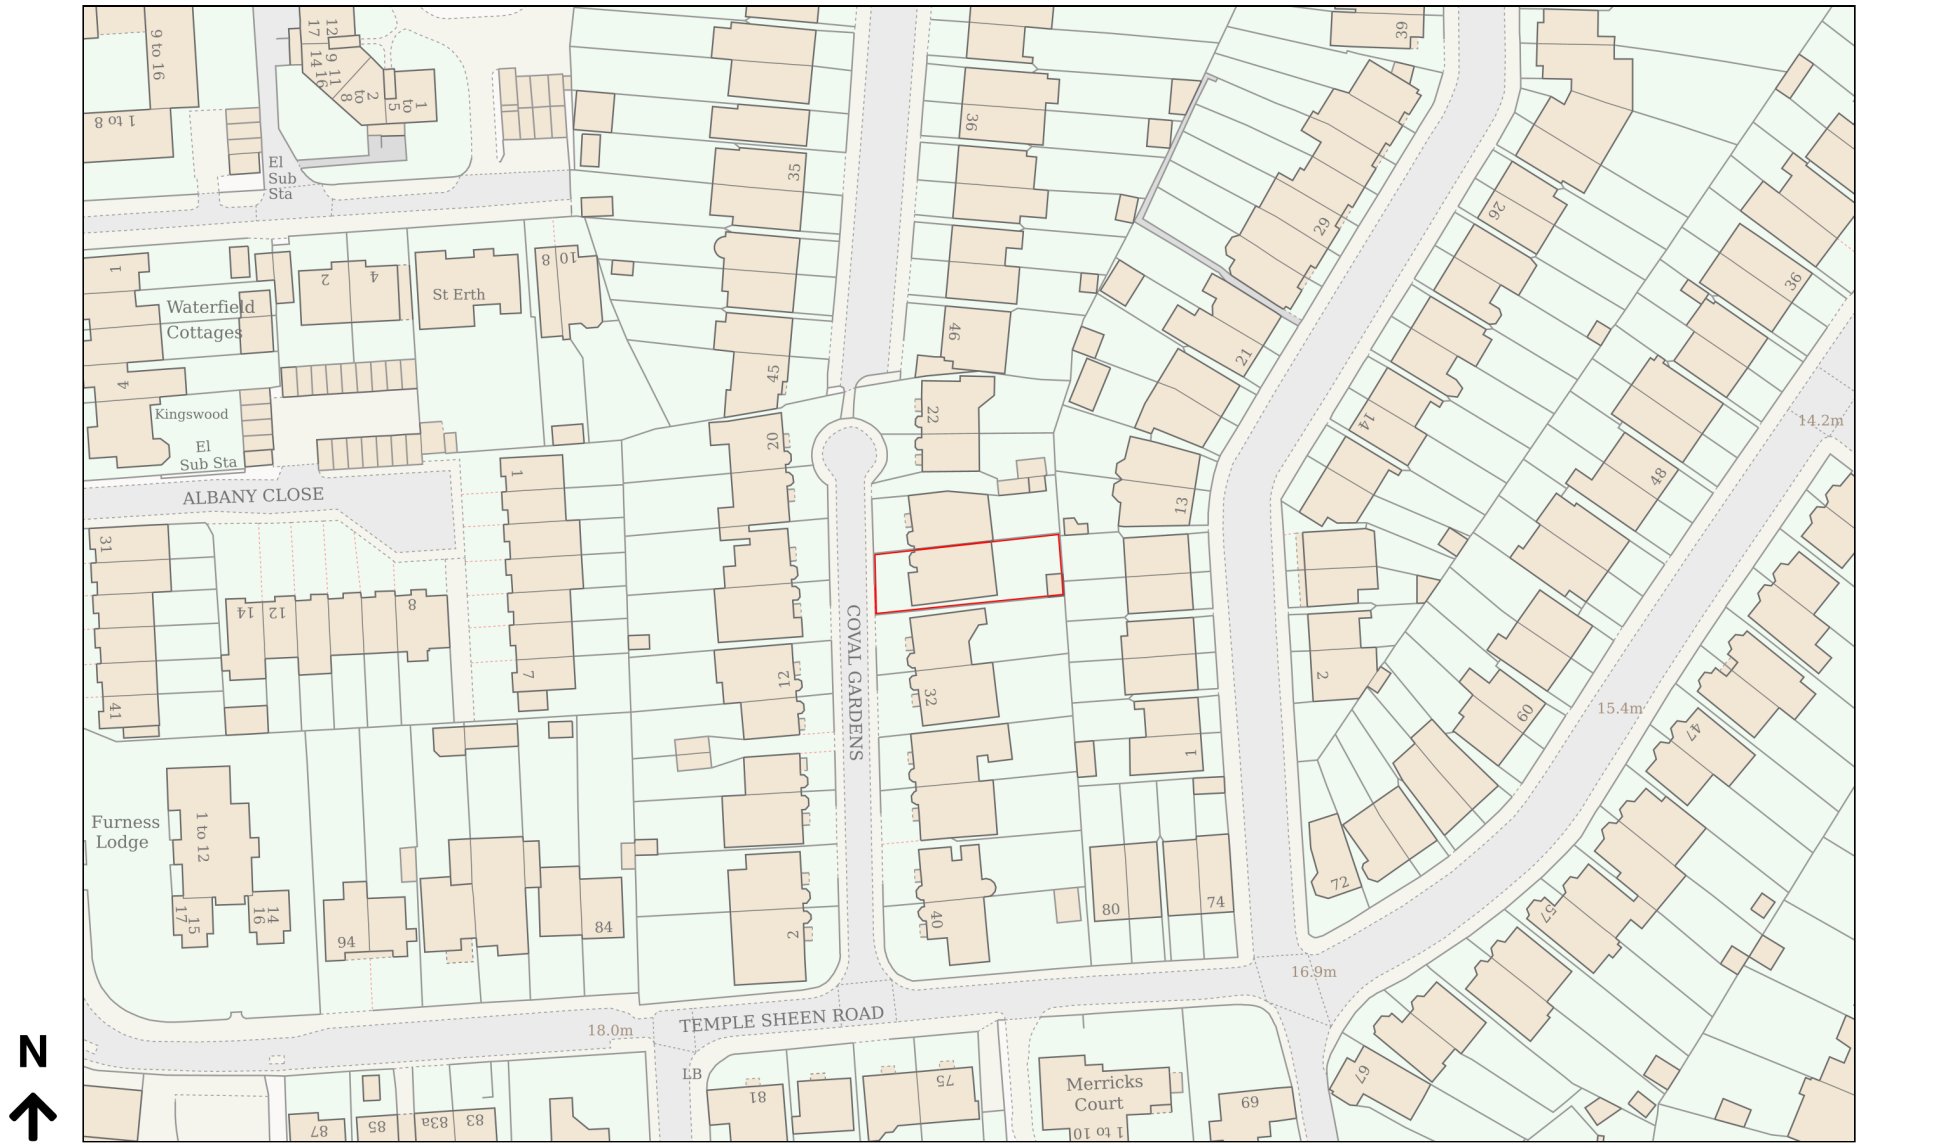 9 to 16
17
12
14
9
16
11
8
to
2
5
to
1
1 to 8
El
Sub
Sta
39
36
35
29
26
36
1
Waterfield
Cottages
2
4
St Erth
8
10
46
21
45
4
Kingswood
El
Sub Sta
22
14
14.2m
20
48
1
13
ALBANY CLOSE
31
14
12
8
COVAL GARDENS
7
12
32
2
41
60
15.4m
47
1
Furness
Lodge
1 to 12
72
80
74
17
15
16
14
94
84
2
40
57
16.9m
18.0m
TEMPLE SHEEN ROAD
N
LB
81
75
Merricks
Court
1 to 10
69
67
87
85
83a
83